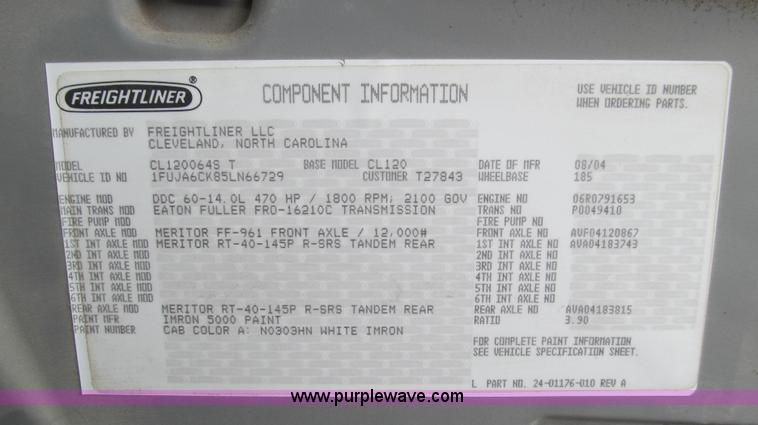 FREIGHTLINER ® COMPONENT INFORMATION USE VEHICLE ID NUMBER
WHEN ORDERING PARTS.
MANUFACTURED BY FREIGHTLINER LLC
CLEVELAND, NORTH CAROLINA
MODEL CL120064S T BASE MODEL CL120 DATE OF MFR 08/04
VEHICLE ID NO 1FUJA6CK85LN66729 CUSTOMER T27843 WHEELBASE 185
ENGINE MOD DDC 60-14.0L 470 HP / 1800 RPM; 2100 GOV ENGINE NO 06R0791653
MAIN TRANS MOD EATON FULLER FRO-16210C TRANSMISSION TRANS NO P0049410
FIRE PUMP MOD FIRE PUMP NO
FRONT AXLE MOD MERITOR FF-961 FRONT AXLE / 12,000# FRONT AXLE NO AVF04120867
1ST INT AXLE MOD MERITOR RT-40-145P R-SRS TANDEM REAR 1ST INT AXLE NO AVA04183743
2ND INT AXLE MOD 2ND INT AXLE NO
3RD INT AXLE MOD 3RD INT AXLE NO
4TH INT AXLE MOD 4TH INT AXLE NO
5TH INT AXLE MOD 5TH INT AXLE NO
6TH INT AXLE MOD 6TH INT AXLE NO
REAR AXLE MOD MERITOR RT-40-145P R-SRS TANDEM REAR REAR AXLE NO AVA04183815
PAINT MFR IMRON 5000 PAINT RATIO 3.90
PAINT NUMBER CAB COLOR A: N0303HN WHITE IMRON
FOR COMPLETE PAINT INFORMATION
SEE VEHICLE SPECIFICATION SHEET.
L PART NO. 24-01176-010 REV A
www.purplewave.com